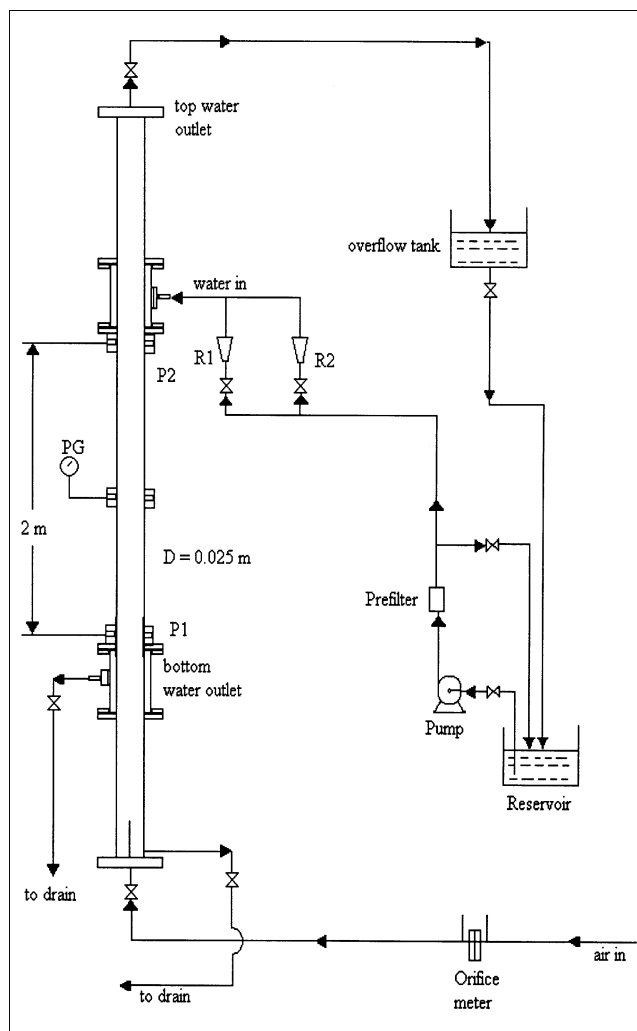 top water
outlet
overflow tank
water in
R1
R2
P2
PG
2 m
D = 0.025 m
Prefilter
P1
bottom
water outlet
Pump
Reservoir
to drain
air in
Orifice
meter
to drain